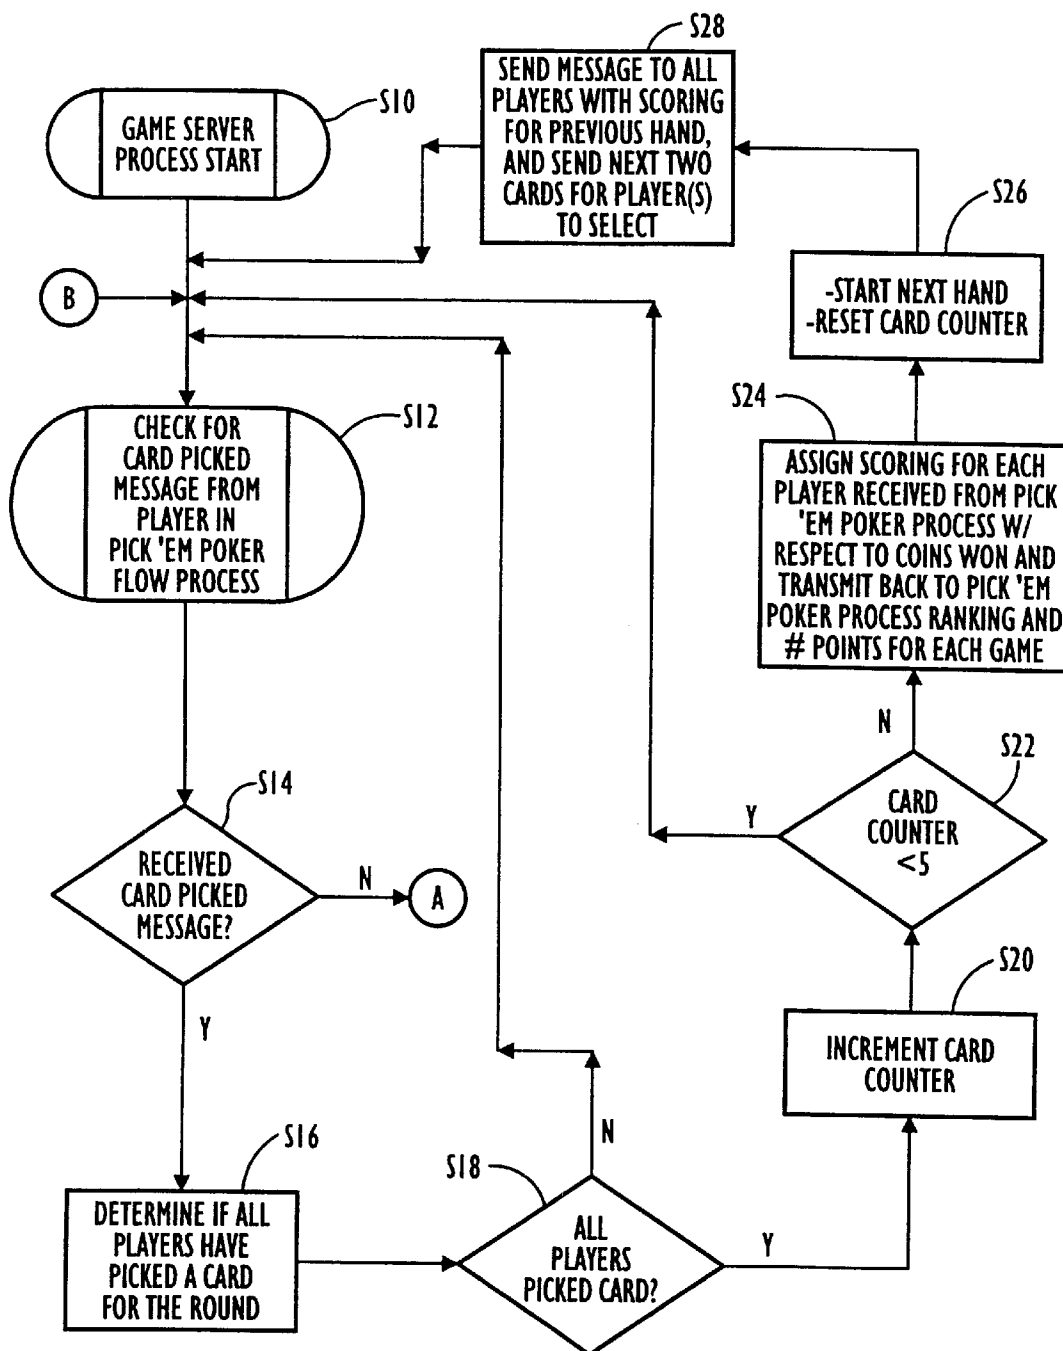 S10
GAME SERVER
PROCESS START
S28
SEND MESSAGE TO ALL
PLAYERS WITH SCORING
FOR PREVIOUS HAND,
AND SEND NEXT TWO
CARDS FOR PLAYER(S)
TO SELECT
S26
-START NEXT HAND
-RESET CARD COUNTER
B
S12
CHECK FOR
CARD PICKED
MESSAGE FROM
PLAYER IN
PICK 'EM POKER
FLOW PROCESS
S24
ASSIGN SCORING FOR EACH
PLAYER RECEIVED FROM PICK
'EM POKER PROCESS W/
RESPECT TO COINS WON AND
TRANSMIT BACK TO PICK 'EM
POKER PROCESS RANKING AND
# POINTS FOR EACH GAME
N
S22
CARD
COUNTER
<5
Y
S14
RECEIVED
CARD PICKED
MESSAGE?
N
A
Y
S20
INCREMENT CARD
COUNTER
S16
DETERMINE IF ALL
PLAYERS HAVE
PICKED A CARD
FOR THE ROUND
S18
ALL
PLAYERS
PICKED CARD?
N
Y